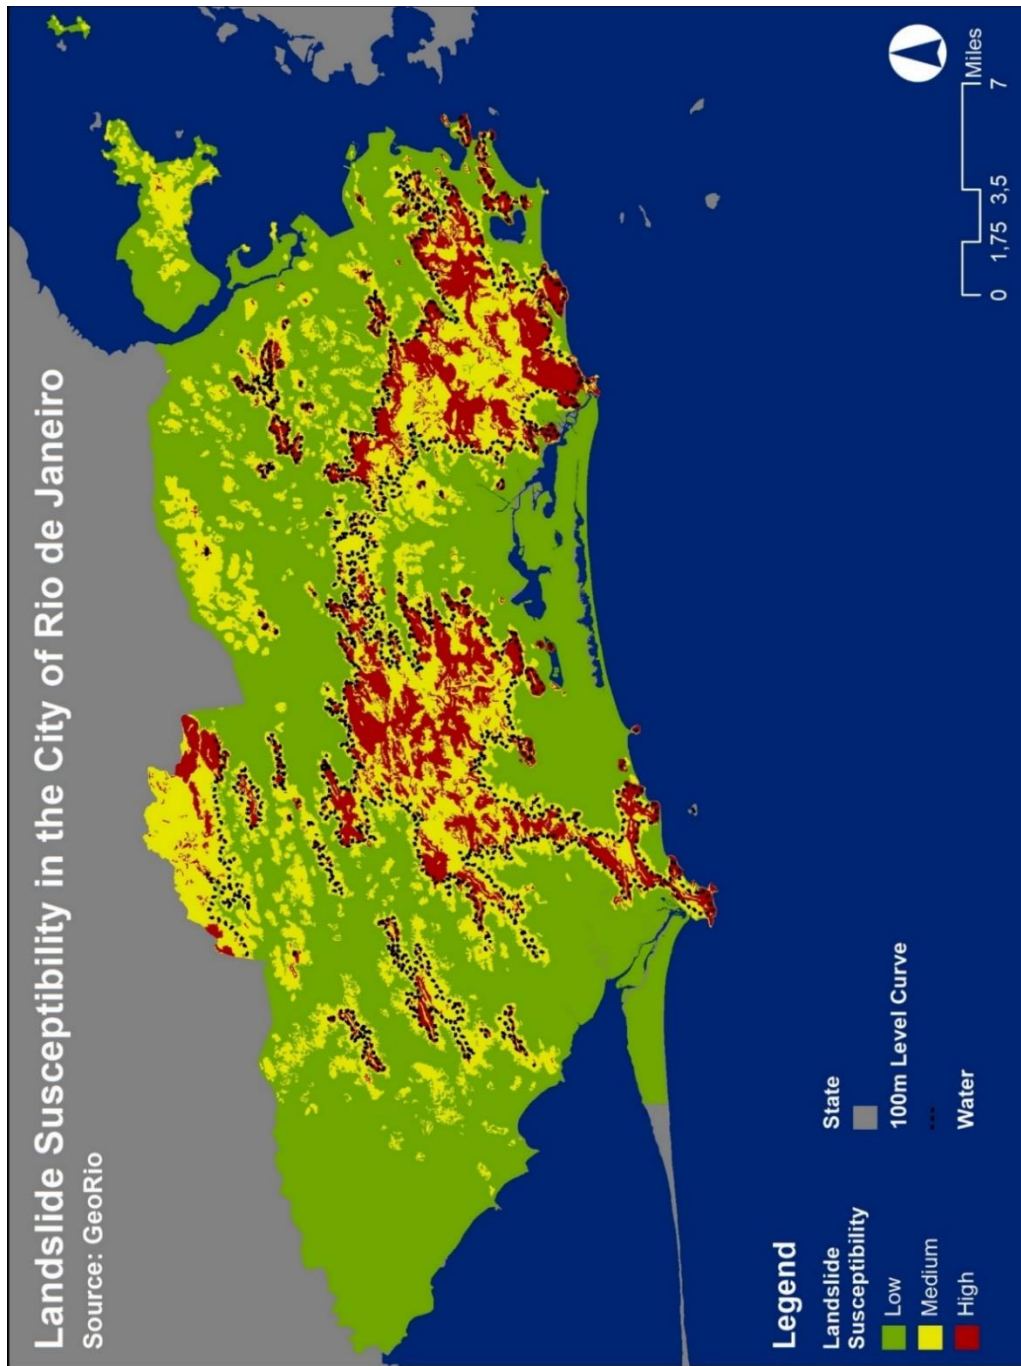 Landslide Susceptibility in the City of Rio de Janeiro
Source: GeoRio
Legend
Landslide
Susceptibility
Low
Medium
High
State
100m Level Curve
Water
0 1,75 3,5 7
Miles